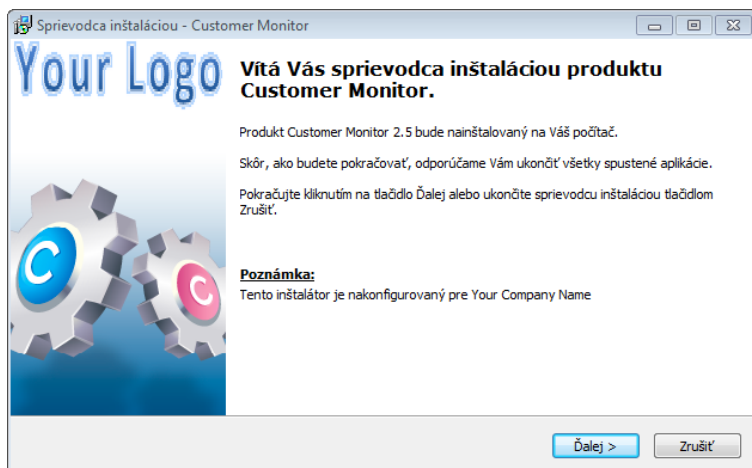 Sprievodca inštaláciou - Customer Monitor
Your Logo
Vítá Vás sprievodca inštaláciou produktu
Customer Monitor.
Produkt Customer Monitor 2.5 bude nainštalovaný na Váš počítač.
Skôr, ako budete pokračovať, odporúčame Vám ukončiť všetky spustené aplikácie.
Pokračujte kliknutím na tlačidlo Ďalej alebo ukončite sprievodcu inštaláciou tlačidlom
Zrušiť.
C
C
Poznámka:
Tento inštalátor je nakonfigurovaný pre Your Company Name
Ďalej >
Zrušiť